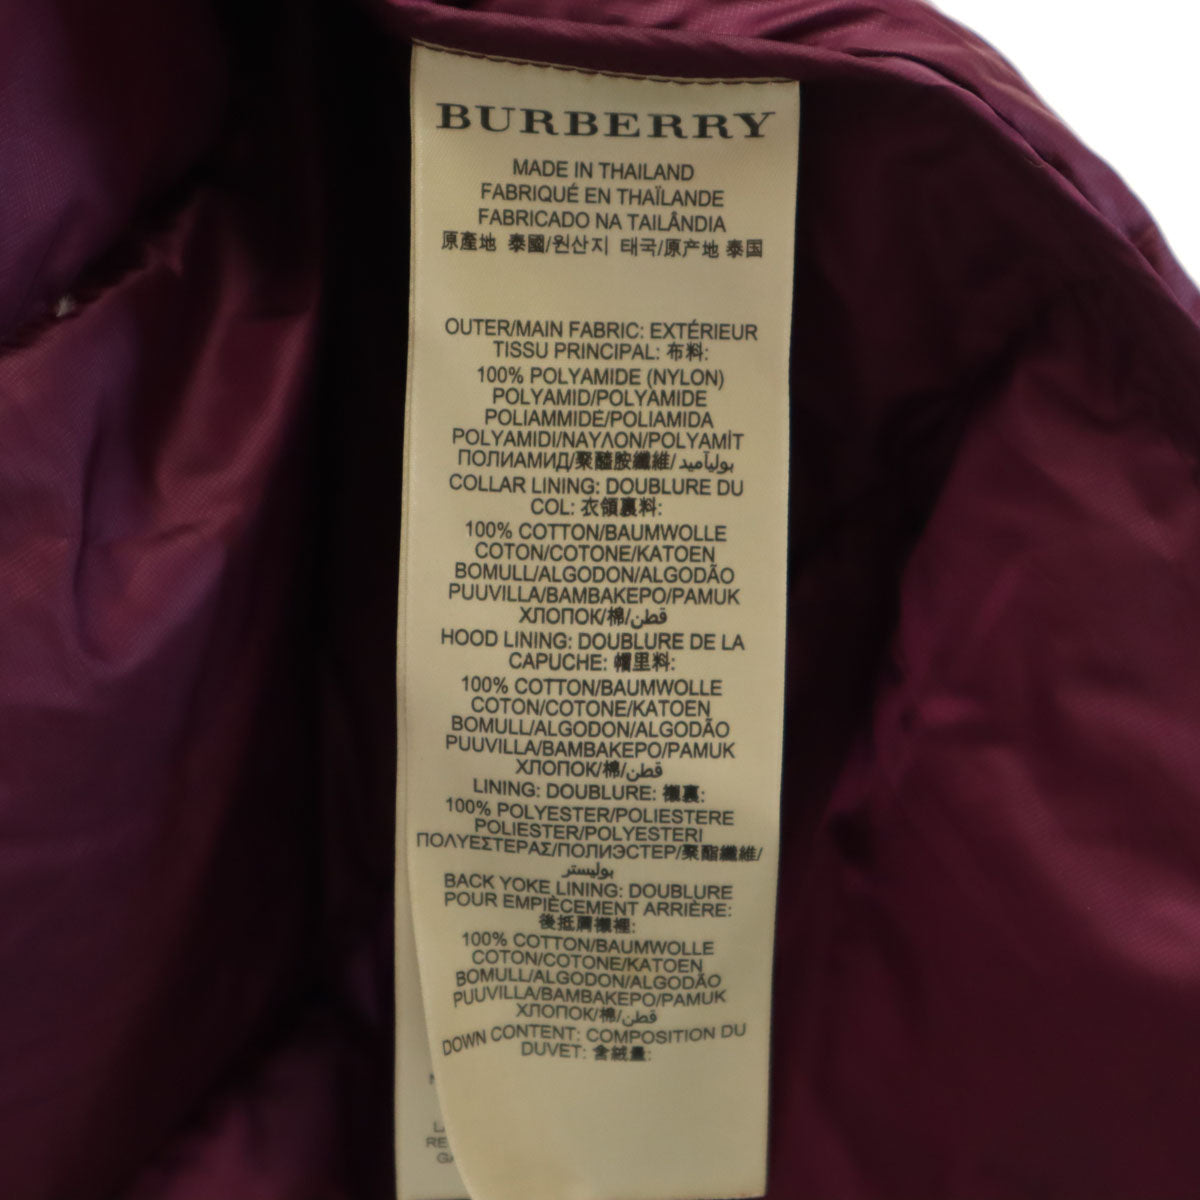 BURBERRY
MADE IN THAILAND
FABRIQUÉ EN THAÏLANDE
FABRICADO NA TAILÂNDIA
原產地 泰國/원산지 태국/原产地 泰国
OUTER/MAIN FABRIC: EXTÉRIEUR
TISSU PRINCIPAL: 布料:
100% POLYAMIDE (NYLON)
POLYAMID/POLYAMIDE
POLIAMMIDE/POLIAMIDA
POLYAMIDI/ΝΑΥΛΟΝ/POLYAMİT
ПОЛИАМИД/聚醯胺纖維/بولياميد
COLLAR LINING: DOUBLURE DU
COL: 衣領裏料:
100% COTTON/BAUMWOLLE
COTON/COTONE/KATOEN
BOMULL/ALGODON/ALGODÃO
PUUVILLA/ΒΑΜΒΑΚΕΡΟ/PAMUK
ХЛОПОК/棉/قطن
HOOD LINING: DOUBLURE DE LA
CAPUCHE: 帽里料:
100% COTTON/BAUMWOLLE
COTON/COTONE/KATOEN
BOMULL/ALGODON/ALGODÃO
PUUVILLA/ΒΑΜΒΑΚΕΡΟ/PAMUK
ХЛОПОК/棉/قطن
LINING: DOUBLURE: 襯裏:
100% POLYESTER/POLIESTERE
POLIESTER/POLYESTERI
ΠΟΛΥΕΣΤΕΡΑΣ/ПОЛИЭСТЕР/聚酯纖維/
بوليستر
BACK YOKE LINING: DOUBLURE
POUR EMPIÈCEMENT ARRIÈRE:
後抵肩襯裡:
100% COTTON/BAUMWOLLE
COTON/COTONE/KATOEN
BOMULL/ALGODON/ALGODÃO
PUUVILLA/ΒΑΜΒΑΚΕΡΟ/PAMUK
ХЛОПОК/棉/قطن
DOWN CONTENT: COMPOSITION DU
DUVET: 含絨量: